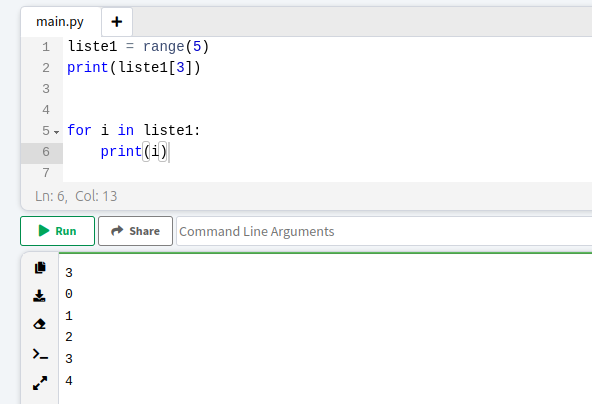 main.py +
1 liste1 = range(5)
2 print(liste1[3])
3
4
5 for i in liste1:
6     print(i)
7
Ln: 6, Col: 13
Run Share Command Line Arguments
3
0
1
2
3
4